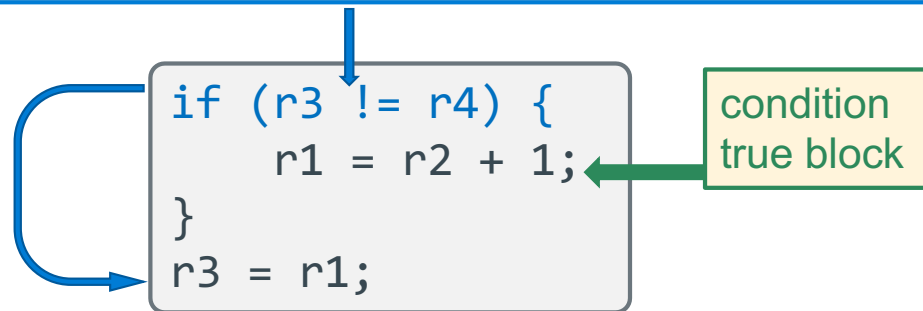 if (r3 != r4) {
    r1 = r2 + 1;
}
r3 = r1;
condition
true block